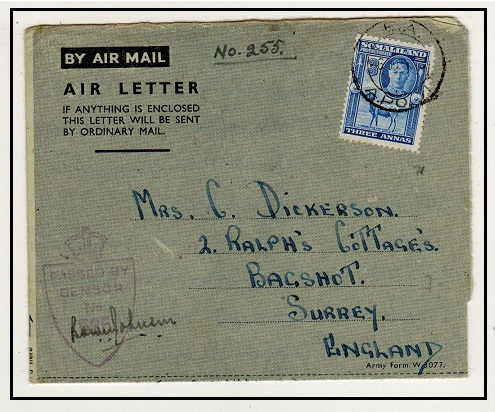 BY AIR MAIL
No. 255.
AIR LETTER
IF ANYTHING IS ENCLOSED
THIS LETTER WILL BE SENT
BY ORDINARY MAIL.
SOMALILAND
THREE ANNAS
MRS. C. DICKERSON.
2. RALPH'S COTTAGE'S.
BAGSHOT.
SURREY.
ENGLAND
PASSED BY
Army Form W.3077.